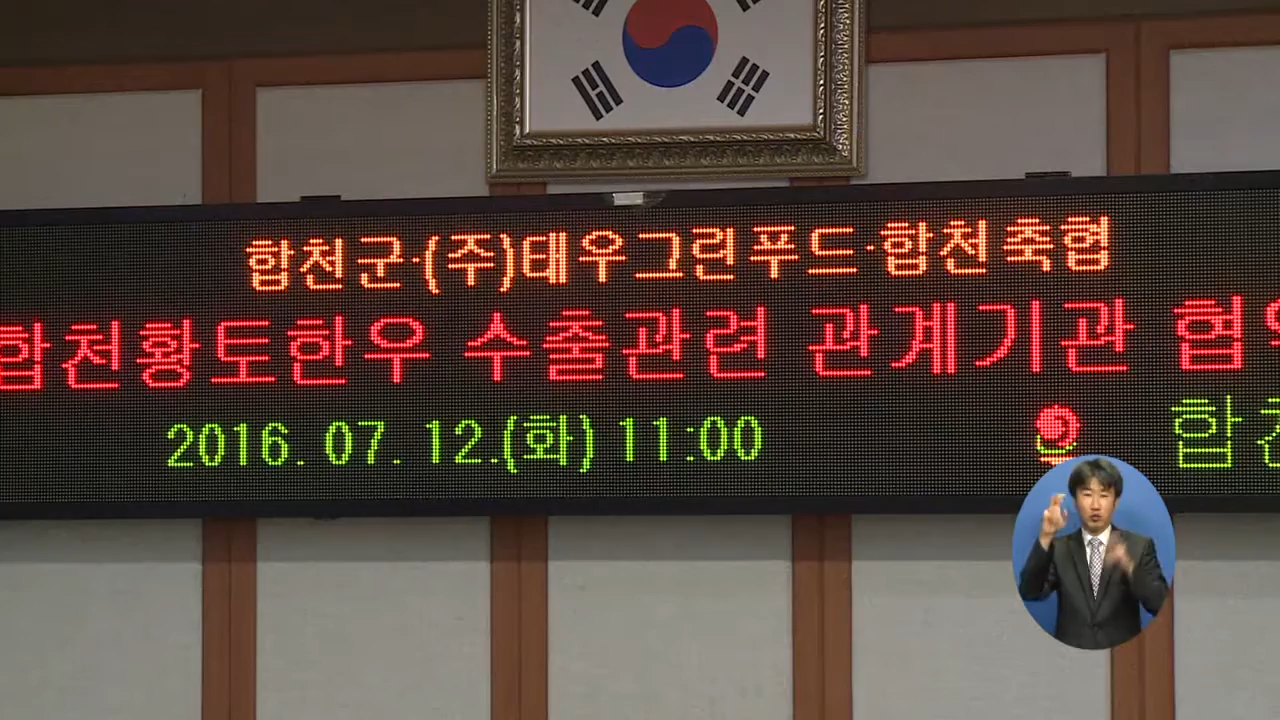 합천군·(주)태우그린푸드·합천축협
합천황토한우 수출관련 관계기관
2016. 07. 12.(화) 11:00